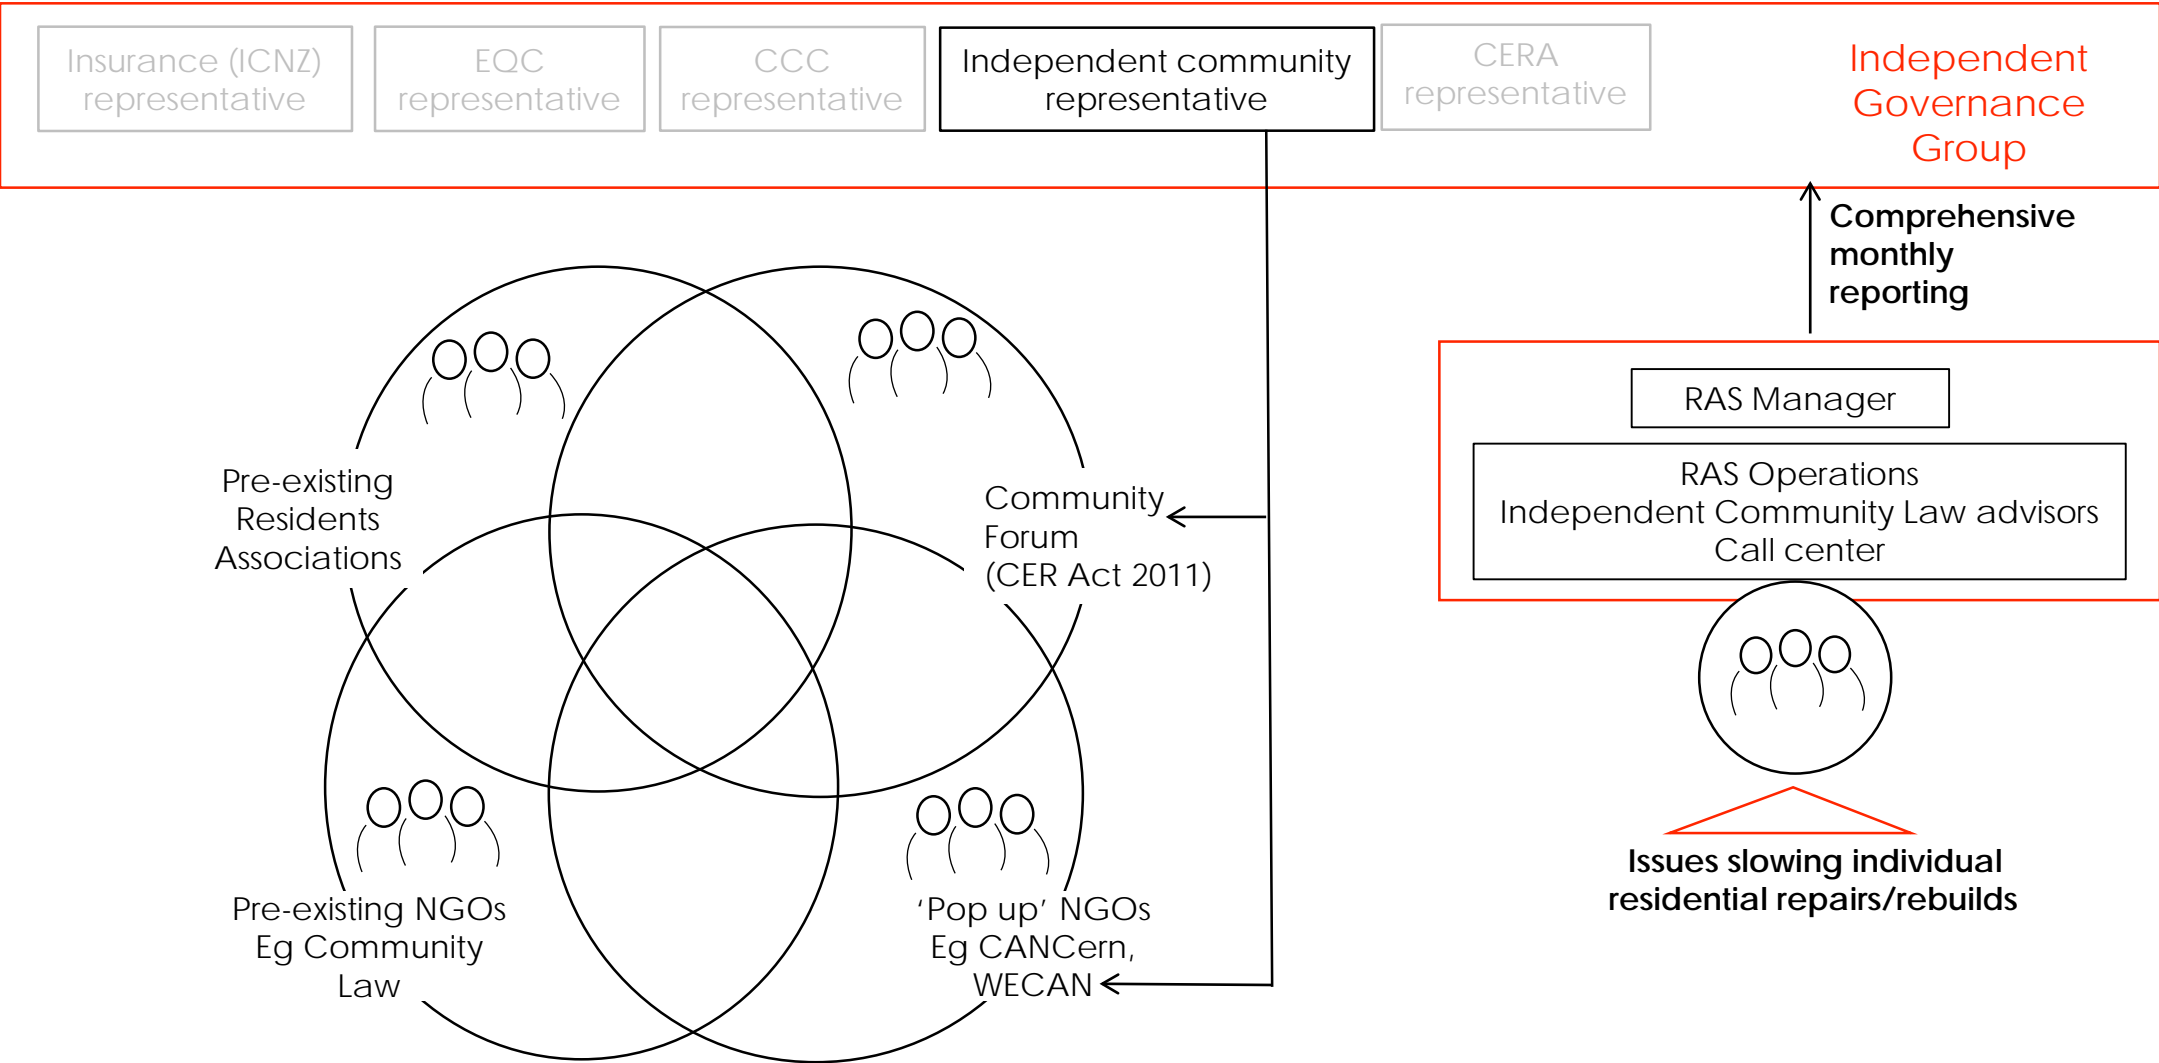 Insurance (ICNZ)
representative
EQC
representative
CCC
representative
Independent community
representative
CERA
representative
Independent
Governance
Group
Comprehensive
monthly
reporting
RAS Manager
RAS Operations
Independent Community Law advisors
Call center
Pre-existing
Residents
Associations
Community
Forum
(CER Act 2011)
Issues slowing individual
residential repairs/rebuilds
Pre-existing NGOs
Eg Community
Law
‘Pop up’ NGOs
Eg CANCern,
WECAN